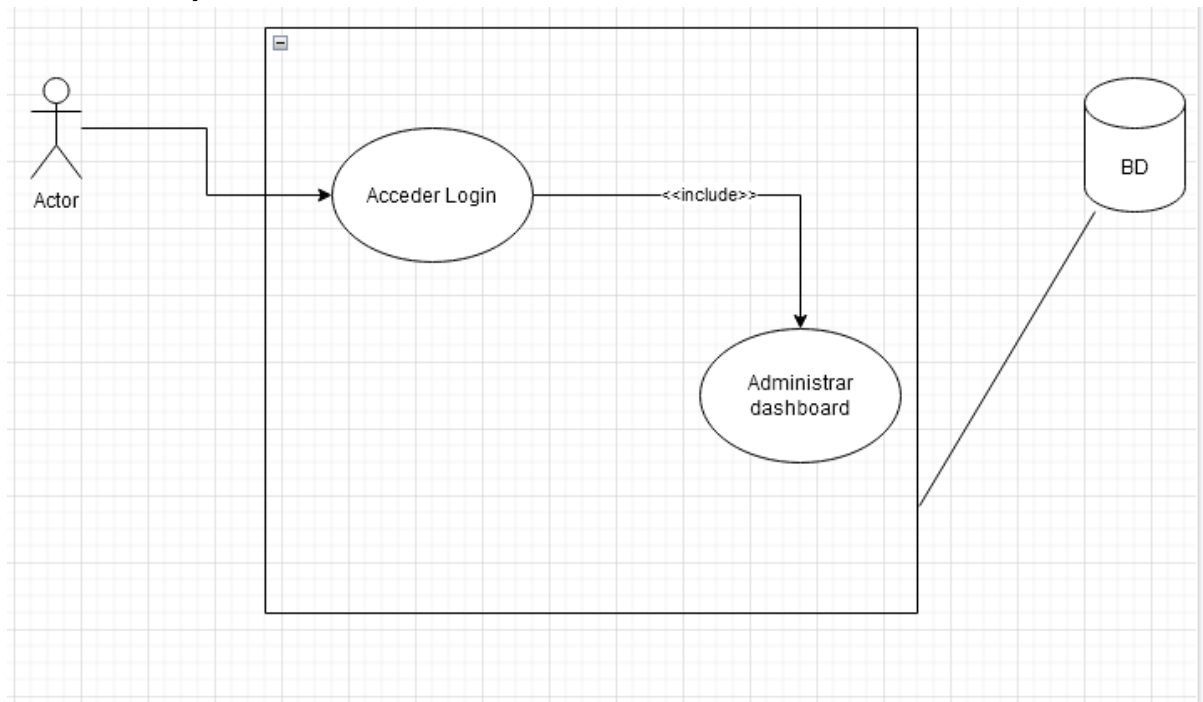 Actor
Acceder Login
<<include>>
BD
Administrar
dashboard